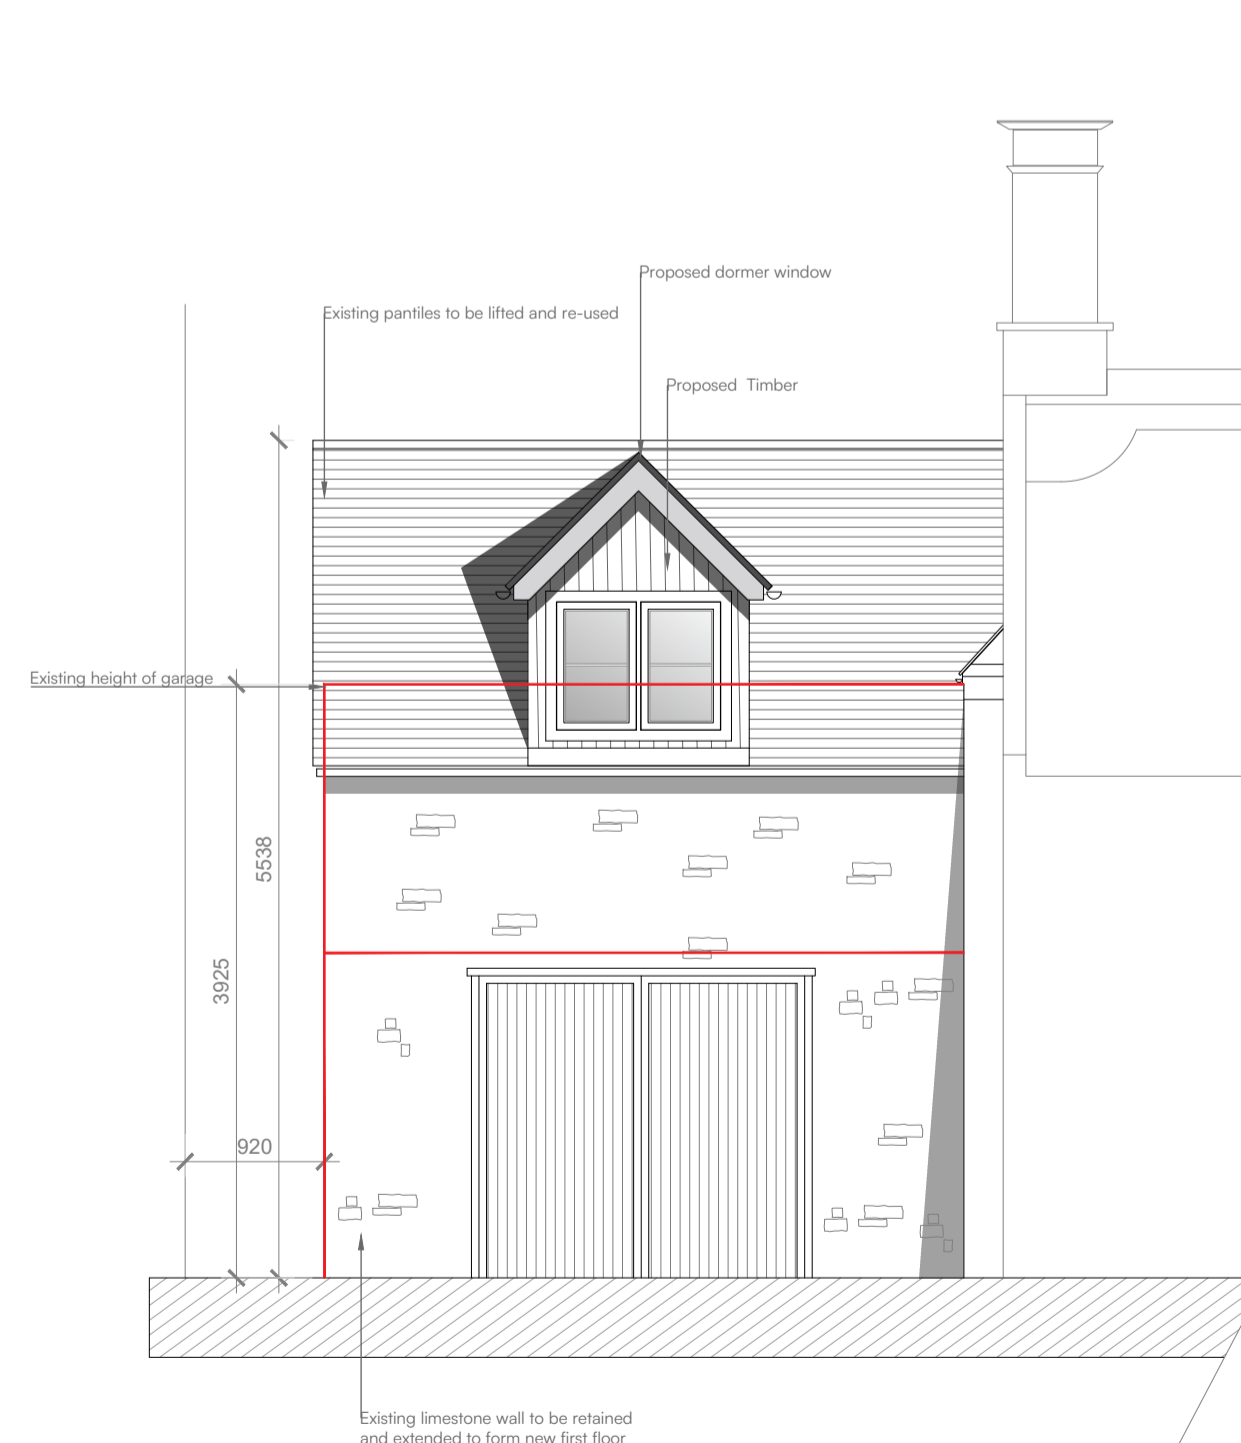 Proposed dormer window
Existing pantiles to be lifted and re-used
Proposed Timber
Existing height of garage
5538
3925
920
Existing limestone wall to be retained
and extended to form new first floor